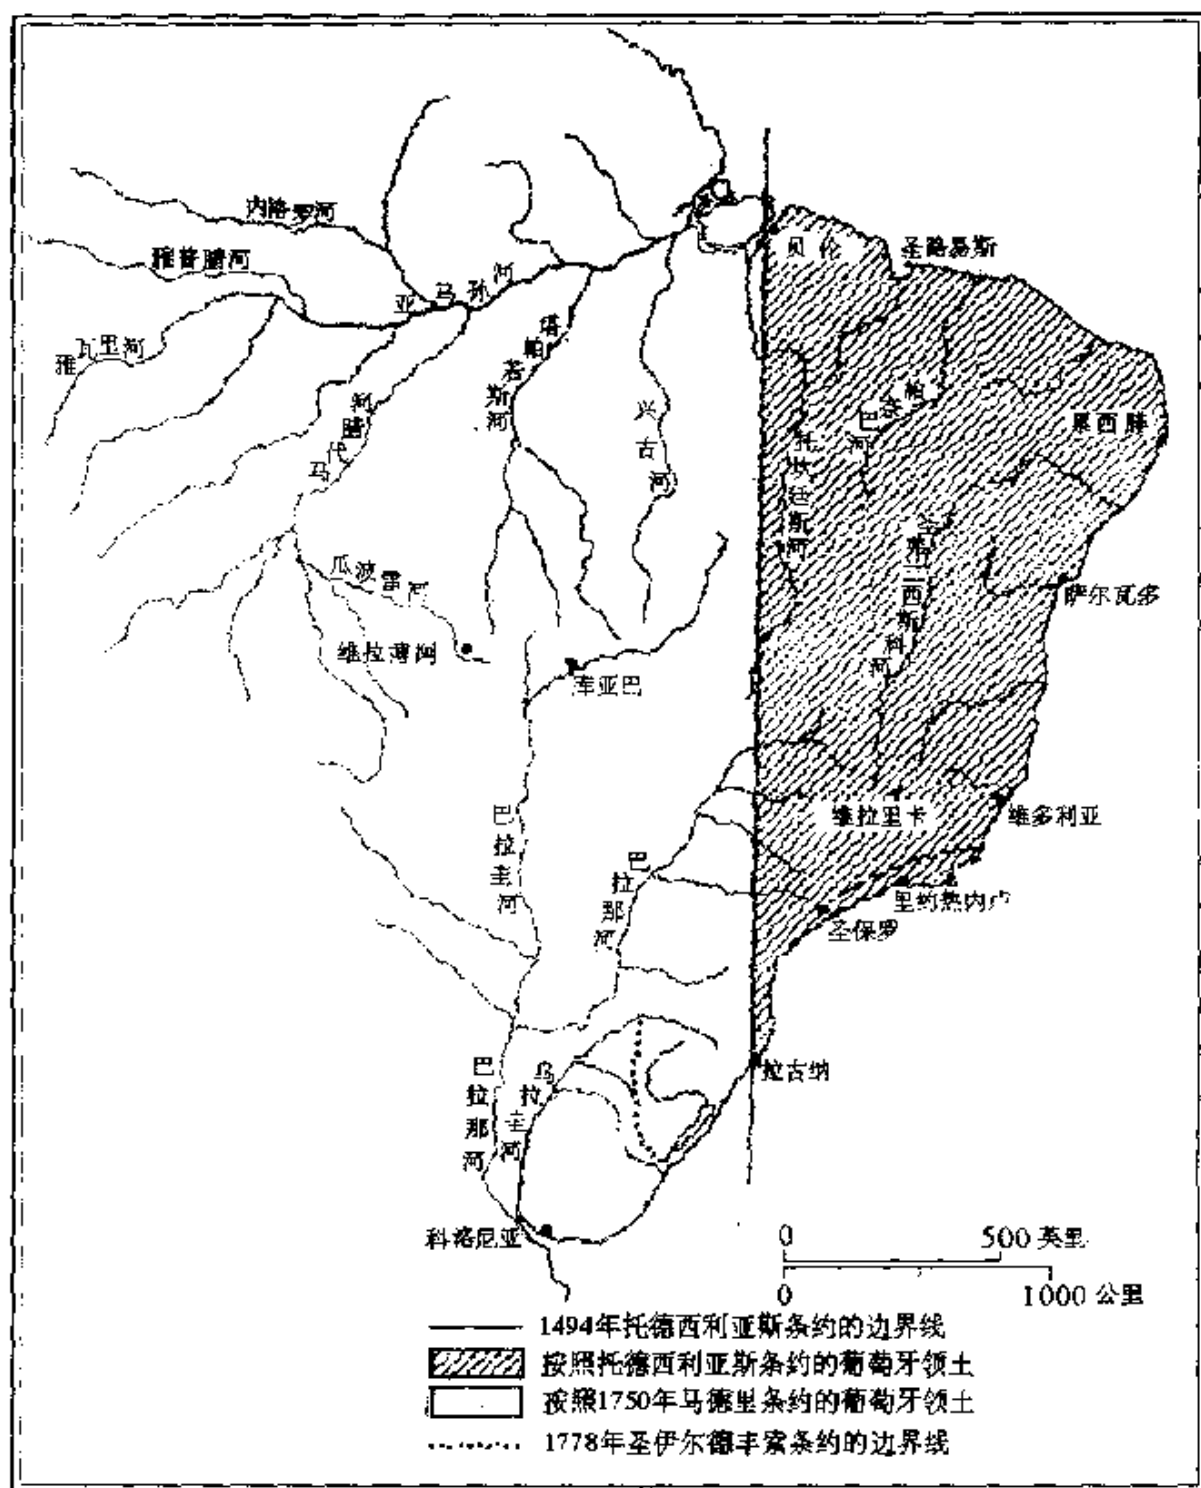 内格罗河
雅普腊河
亚马孙河
贝伦
圣路易斯
雅瓦里河
马代腊河
塔帕若斯河
兴古河
托坎廷斯河
帕奈巴河
累西腓
圣弗兰西斯科河
萨尔瓦多
瓜波雷河
维拉薄网
库亚巴
巴拉圭河
巴拉那河
维拉里卡
维多利亚
里约热内卢
圣保罗
拉古纳
巴拉那河
乌拉圭河
科洛尼亚
0 500 英里
0 1000 公里
1494年托德西利亚斯条约的边界线
按照托德西利亚斯条约的葡萄牙领土
按照1750年马德里条约的葡萄牙领土
1778年圣伊尔德丰索条约的边界线